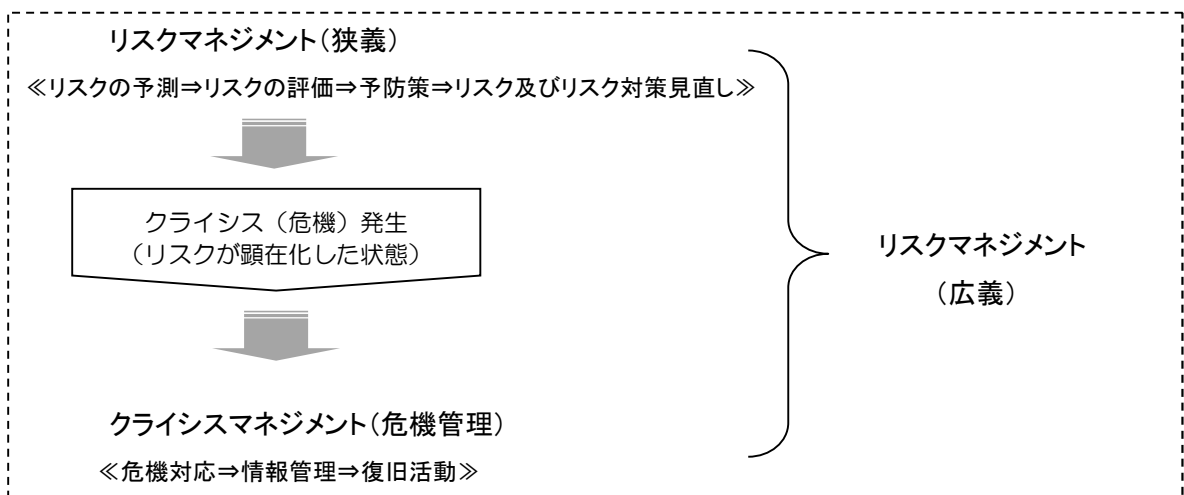 リスクマネジメント（狭義）
≪リスクの予測⇒リスクの評価⇒予防策⇒リスク及びリスク対策見直し≫
クライシス（危機）発生
（リスクが顕在化した状態）
リスクマネジメント
（広義）
クライシスマネジメント（危機管理）
≪危機対応⇒情報管理⇒復旧活動≫